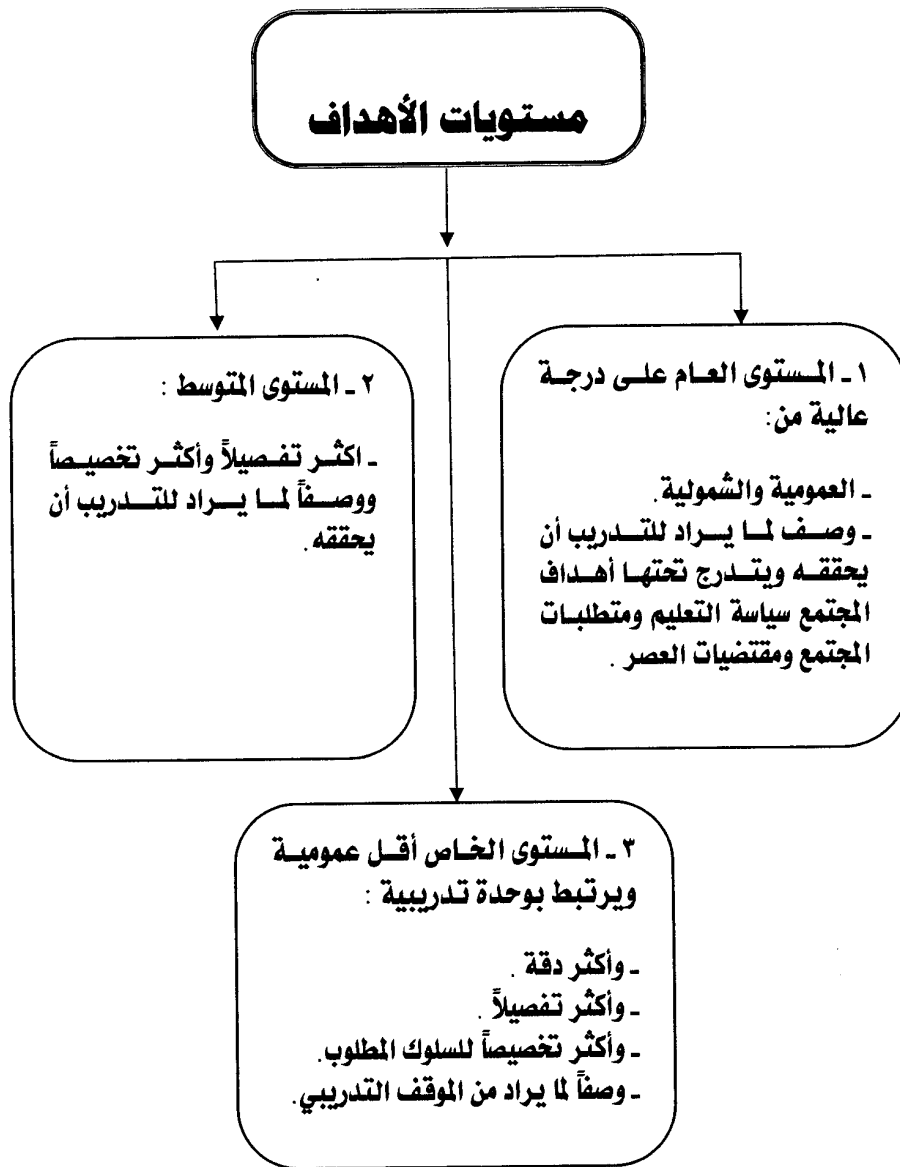 مستويات الأهداف
١ ـ المستوى العام على درجة
عالية من:
ـ العمومية والشمولية.
ـ وصف لما يراد للتدريب أن
يحققه ويتدرج تحتها أهداف
المجتمع سياسة التعليم ومتطلبات
المجتمع ومقتضيات العصر .
٢ ـ المستوى المتوسط :
ـ اكثر تفصيلاً وأكثر تخصيصاً
ووصفاً لما يراد للتدريب أن
يحققه.
٣ ـ المستوى الخاص أقل عمومية
ويرتبط بوحدة تدريبية :
ـ وأكثر دقة .
ـ وأكثر تفصيلاً .
ـ وأكثر تخصيصاً للسلوك المطلوب.
ـ وصفاً لما يراد من الموقف التدريبي.